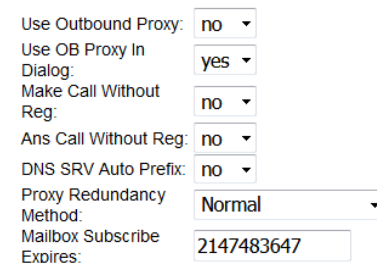 Use Outbound Proxy: no
Use OB Proxy In
Dialog: yes
Make Call Without
Reg: no
Ans Call Without Reg: no
DNS SRV Auto Prefix: no
Proxy Redundancy
Method: Normal
Mailbox Subscribe
Expires: 2147483647